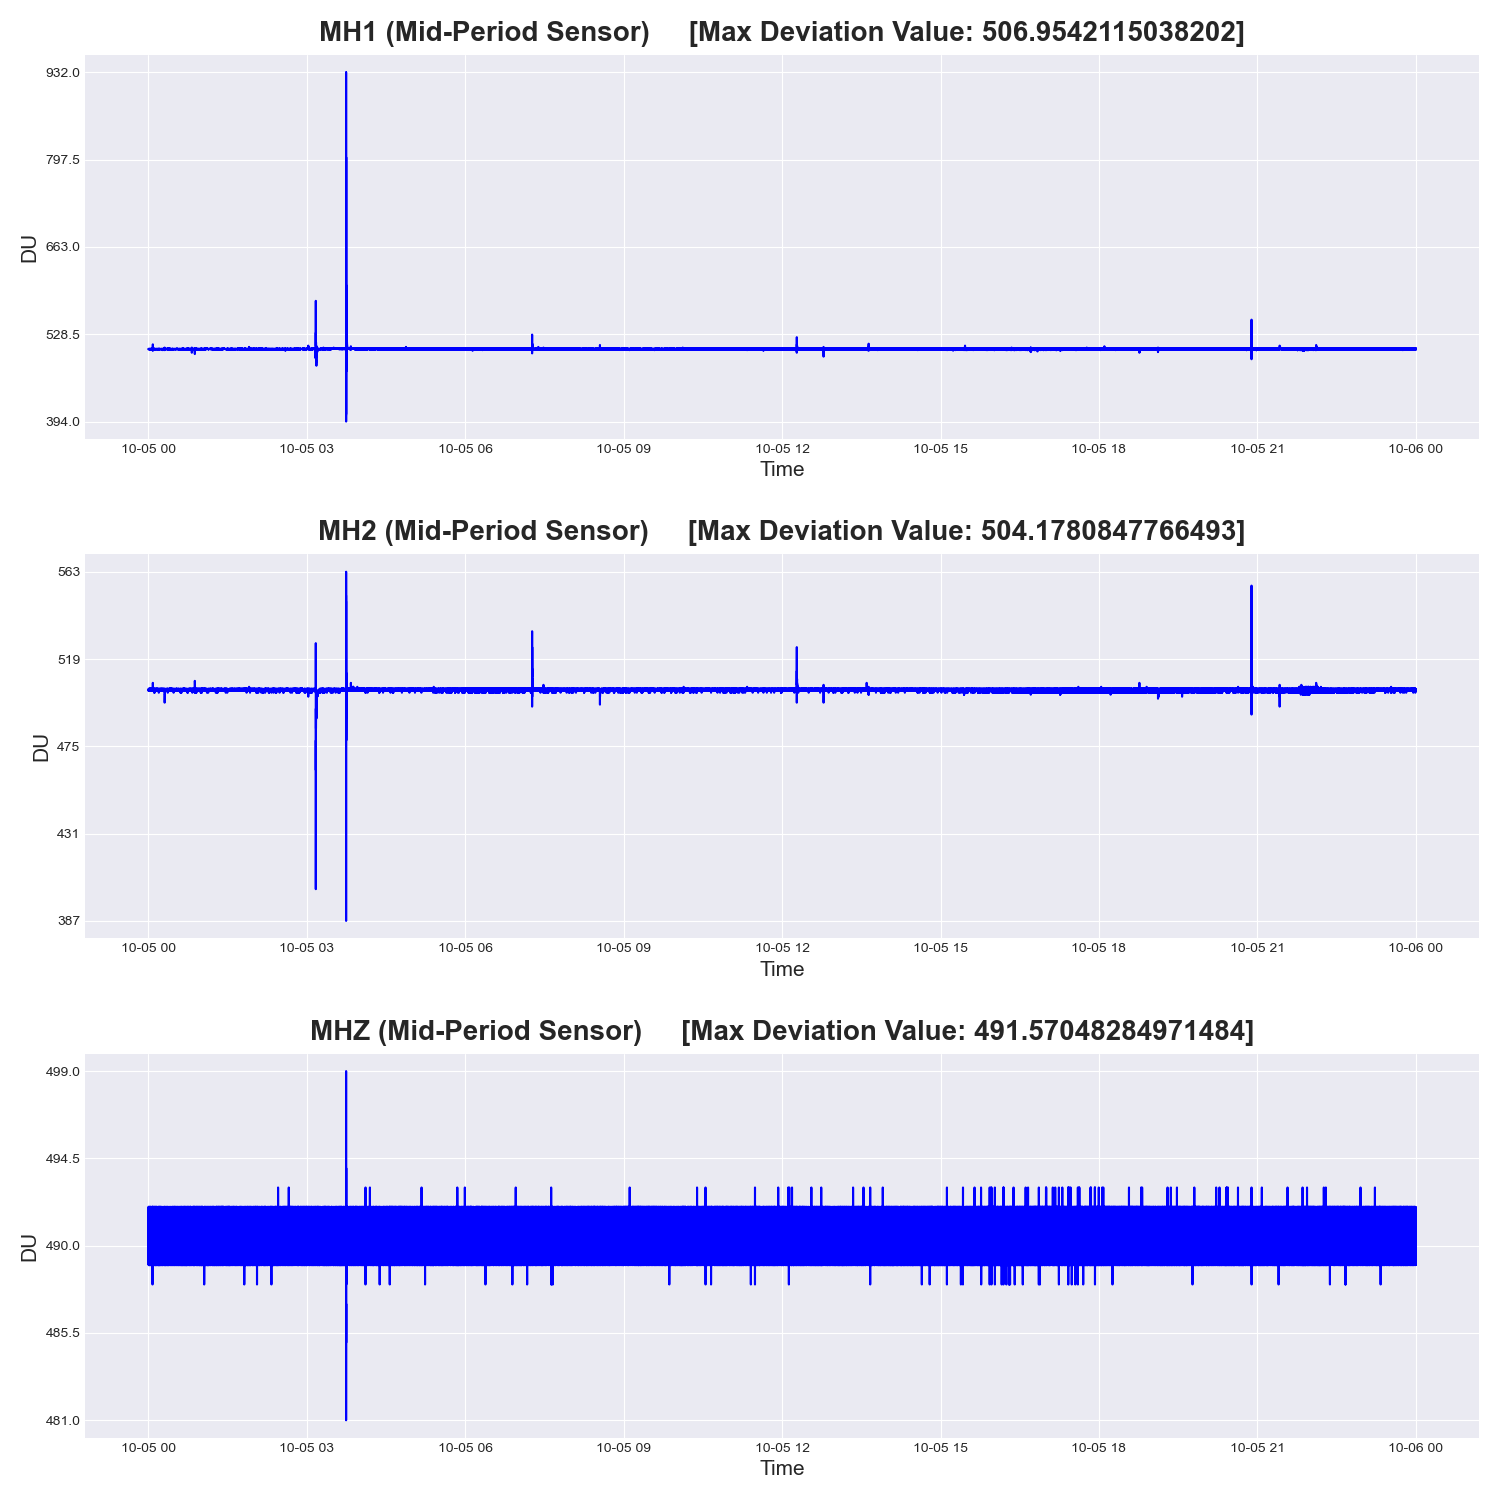 MH1 (Mid-Period Sensor) [Max Deviation Value: 506.9542115038202]
932.0
797.5
663.0
528.5
394.0
DU
10-05 00 10-05 03 10-05 06 10-05 09 10-05 12 10-05 15 10-05 18 10-05 21 10-06 00
Time
MH2 (Mid-Period Sensor) [Max Deviation Value: 504.1780847766493]
563
519
475
431
387
DU
10-05 00 10-05 03 10-05 06 10-05 09 10-05 12 10-05 15 10-05 18 10-05 21 10-06 00
Time
MHZ (Mid-Period Sensor) [Max Deviation Value: 491.57048284971484]
499.0
494.5
490.0
485.5
481.0
DU
10-05 00 10-05 03 10-05 06 10-05 09 10-05 12 10-05 15 10-05 18 10-05 21 10-06 00
Time